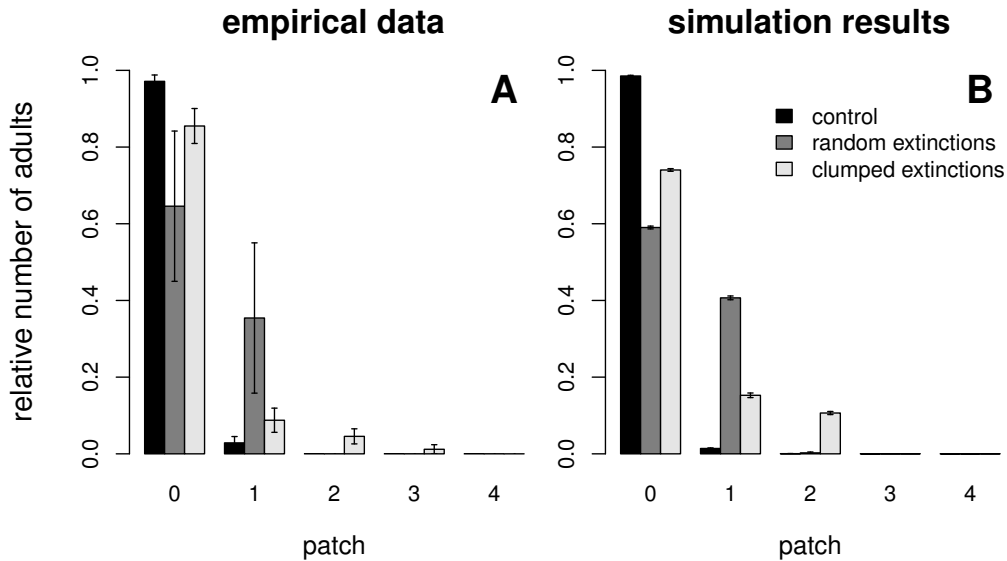 empirical data
simulation results
relative number of adults
1.0
0.8
0.6
0.4
0.2
0.0
A
0 1 2 3 4
patch
1.0
0.8
0.6
0.4
0.2
0.0
B
control
random extinctions
clumped extinctions
0 1 2 3 4
patch